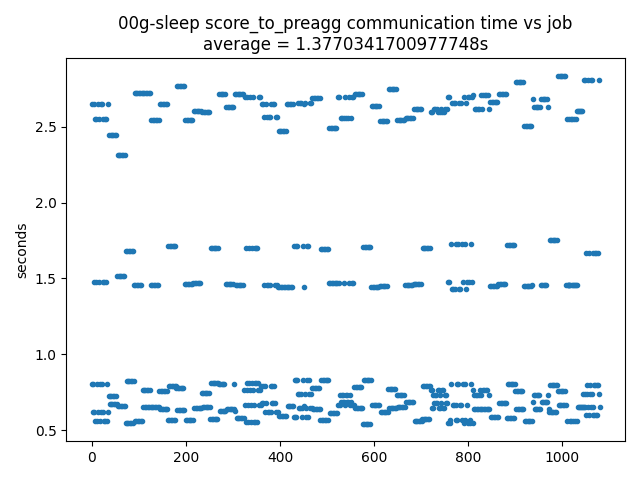 00g-sleep score_to_preagg communication time vs job
average = 1.3770341700977748s
seconds
2.5
2.0
1.5
1.0
0.5
0 200 400 600 800 1000